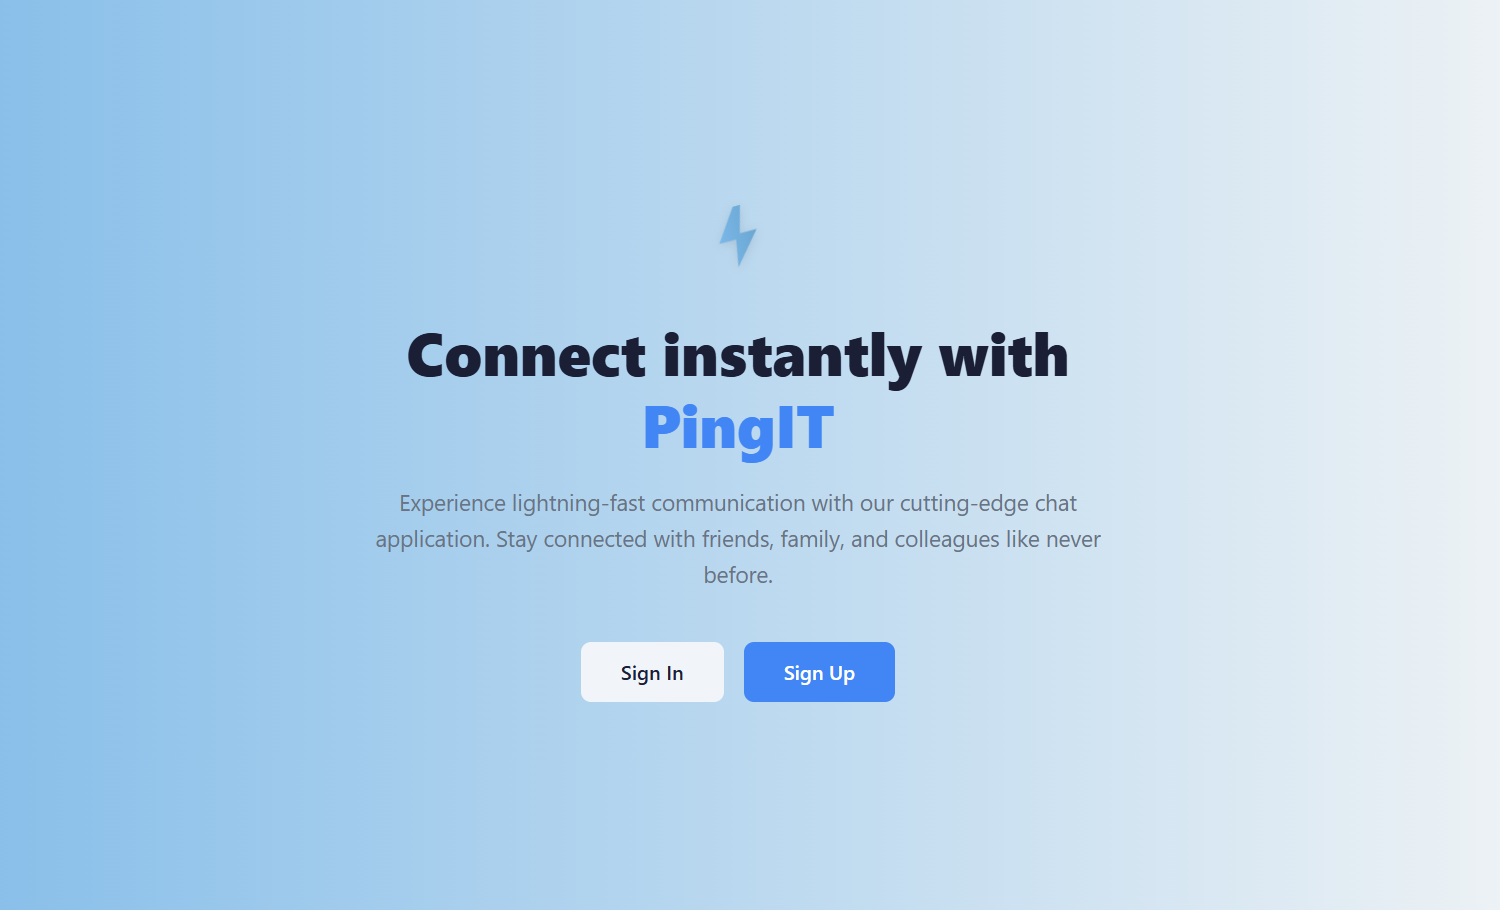 Connect instantly with
PingIT
Experience lightning-fast communication with our cutting-edge chat
application. Stay connected with friends, family, and colleagues like never
before.
Sign In
Sign Up